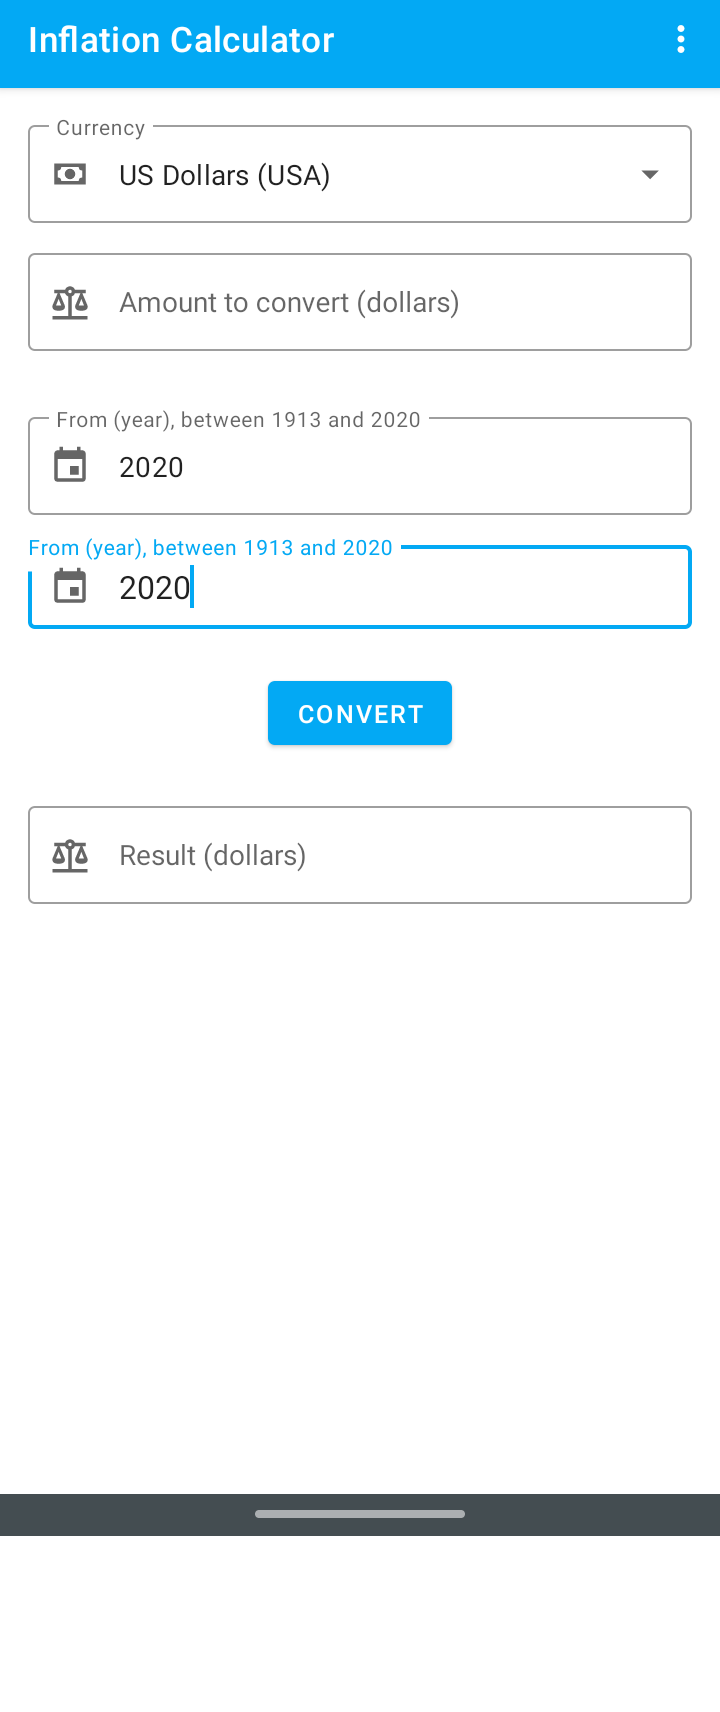 Inflation Calculator
Currency
US Dollars (USA)
Amount to convert (dollars)
From (year), between 1913 and 2020
2020
From (year), between 1913 and 2020
2020
CONVERT
Result (dollars)